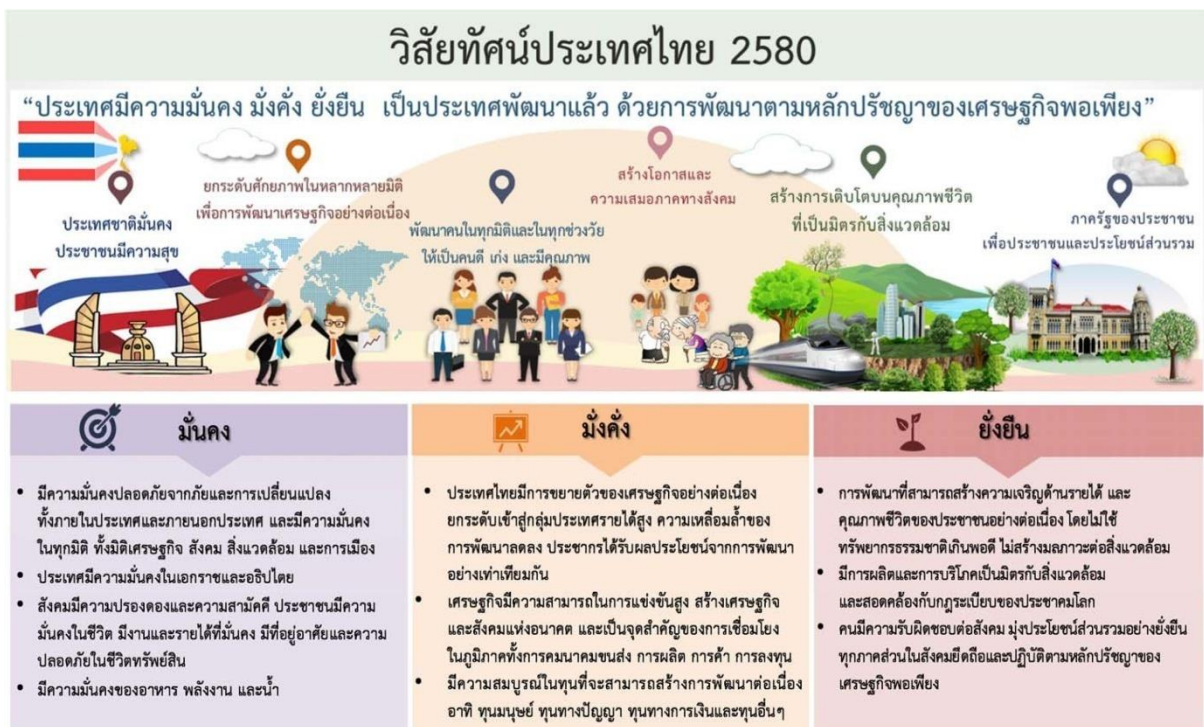 วิสัยทัศน์ประเทศไทย 2580
“ประเทศมีความมั่นคง มั่งคั่ง ยั่งยืน เป็นประเทศพัฒนาแล้ว ด้วยการพัฒนาตามหลักปรัชญาของเศรษฐกิจพอเพียง”
ประเทศชาติมั่นคง
ประชาชนมีความสุข
ยกระดับศักยภาพในหลากหลายมิติ
เพื่อการพัฒนาเศรษฐกิจอย่างต่อเนื่อง
พัฒนาคนในทุกมิติและในทุกช่วงวัย
ให้เป็นคนดี เก่ง และมีคุณภาพ
สร้างโอกาสและ
ความเสมอภาคทางสังคม
สร้างการเติบโตบนคุณภาพชีวิต
ที่เป็นมิตรกับสิ่งแวดล้อม
ภาครัฐของประชาชน
เพื่อประชาชนและประโยชน์ส่วนรวม
มั่นคง
• มีความมั่นคงปลอดภัยจากภัยและการเปลี่ยนแปลง
ทั้งภายในประเทศและภายนอกประเทศ และมีความมั่นคง
ในทุกมิติ ทั้งมิติเศรษฐกิจ สังคม สิ่งแวดล้อม และการเมือง
• ประเทศมีความมั่นคงในเอกราชและอธิปไตย
• สังคมมีความปรองดองและความสามัคคี ประชาชนมีความ
มั่นคงในชีวิต มีงานและรายได้ที่มั่นคง มีที่อยู่อาศัยและความ
ปลอดภัยในชีวิตทรัพย์สิน
• มีความมั่นคงของอาหาร พลังงาน และน้ำ
มั่งคั่ง
• ประเทศไทยมีการขยายตัวของเศรษฐกิจอย่างต่อเนื่อง
ยกระดับเข้าสู่กลุ่มประเทศรายได้สูง ความเหลื่อมล้ำของ
การพัฒนาลดลง ประชากรได้รับผลประโยชน์จากการพัฒนา
อย่างเท่าเทียมกัน
• เศรษฐกิจมีความสามารถในการแข่งขันสูง สร้างเศรษฐกิจ
และสังคมแห่งอนาคต และเป็นจุดสำคัญของการเชื่อมโยง
ในภูมิภาคทั้งการคมนาคมขนส่ง การผลิต การค้า การลงทุน
• มีความสมบูรณ์ในทุนที่จะสามารถสร้างการพัฒนาต่อเนื่อง
อาทิ ทุนมนุษย์ ทุนทางปัญญา ทุนทางการเงินและทุนอื่นๆ
ยั่งยืน
• การพัฒนาที่สามารถสร้างความเจริญด้านรายได้ และ
คุณภาพชีวิตของประชาชนอย่างต่อเนื่อง โดยไม่ใช้
ทรัพยากรธรรมชาติเกินพอดี ไม่สร้างมลภาวะต่อสิ่งแวดล้อม
• มีการผลิตและการบริโภคเป็นมิตรกับสิ่งแวดล้อม
และสอดคล้องกับกฎระเบียบของประชาคมโลก
• คนมีความรับผิดชอบต่อสังคม มุ่งประโยชน์ส่วนรวมอย่างยั่งยืน
ทุกภาคส่วนในสังคมยึดถือและปฏิบัติตามหลักปรัชญาของ
เศรษฐกิจพอเพียง